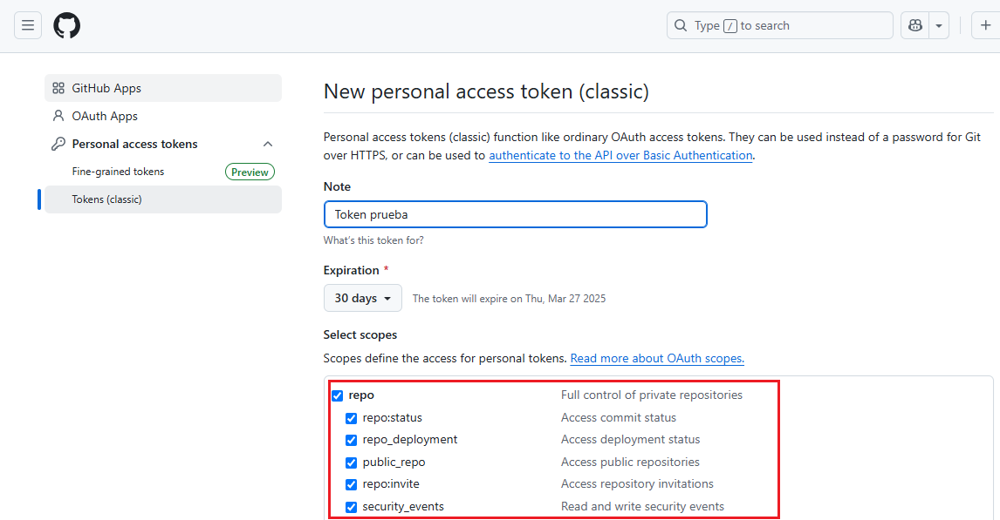 Type / to search
GitHub Apps
OAuth Apps
Personal access tokens
Fine-grained tokens Preview
Tokens (classic)
New personal access token (classic)
Personal access tokens (classic) function like ordinary OAuth access tokens. They can be used instead of a password for Git
over HTTPS, or can be used to authenticate to the API over Basic Authentication.
Note
Token prueba
What's this token for?
Expiration *
30 days The token will expire on Thu, Mar 27 2025
Select scopes
Scopes define the access for personal tokens. Read more about OAuth scopes.
repo Full control of private repositories
repo:status Access commit status
repo_deployment Access deployment status
public_repo Access public repositories
repo:invite Access repository invitations
security_events Read and write security events